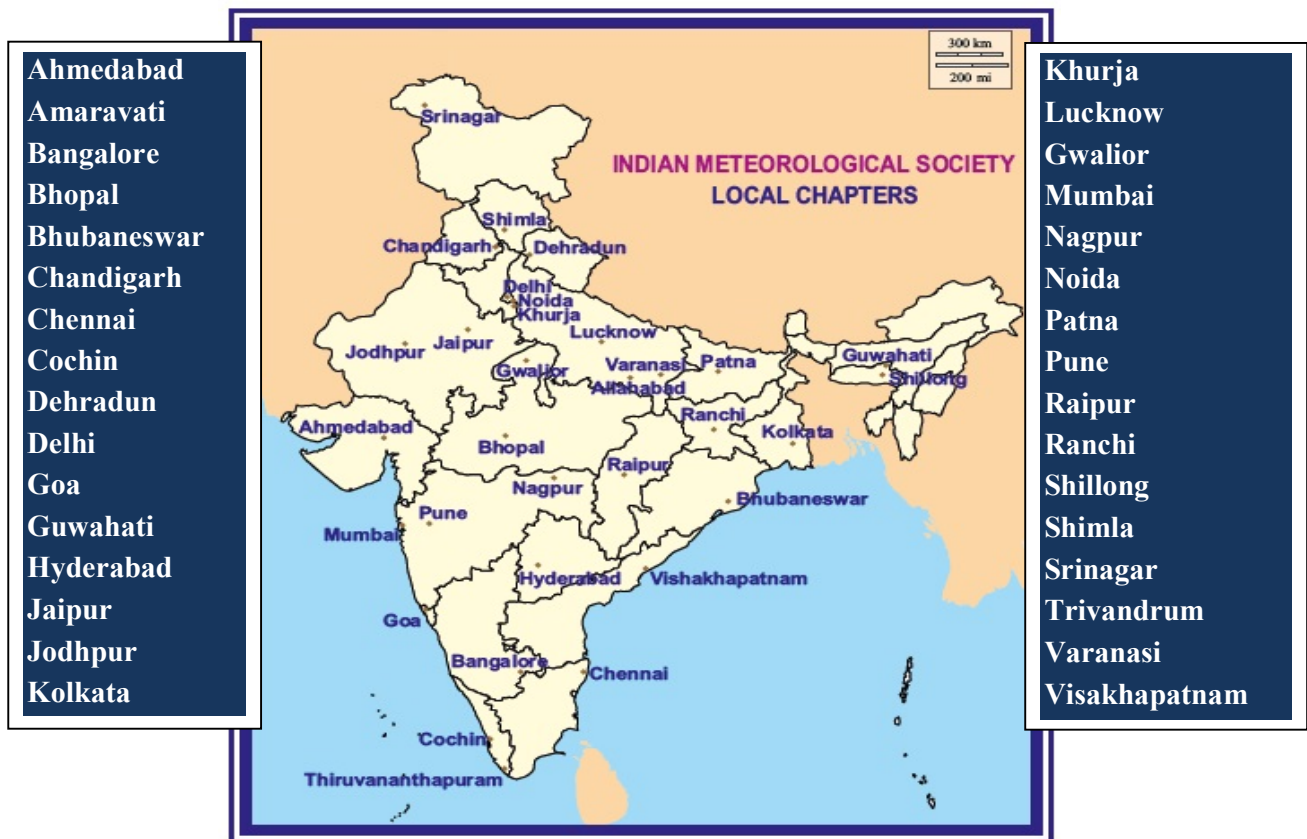 Ahmedabad
Amaravati
Bangalore
Bhopal
Bhubaneswar
Chandigarh
Chennai
Cochin
Dehradun
Delhi
Goa
Guwahati
Hyderabad
Jaipur
Jodhpur
Kolkata
300 km
200 mi
INDIAN METEOROLOGICAL SOCIETY
LOCAL CHAPTERS
Srinagar
Shimla
Chandigarh
Dehradun
Delhi
Noida
Khurja
Lucknow
Jodhpur
Jaipur
Gwalior
Varanasi
Allahabad
Patna
Guwahati
Shillong
Ahmedabad
Bhopal
Ranchi
Kolkata
Raipur
Nagpur
Bhubaneswar
Pune
Mumbai
Hyderabad
Vishakhapatnam
Goa
Bangalore
Chennai
Cochin
Thiruvananthapuram
Khurja
Lucknow
Gwalior
Mumbai
Nagpur
Noida
Patna
Pune
Raipur
Ranchi
Shillong
Shimla
Srinagar
Trivandrum
Varanasi
Visakhapatnam